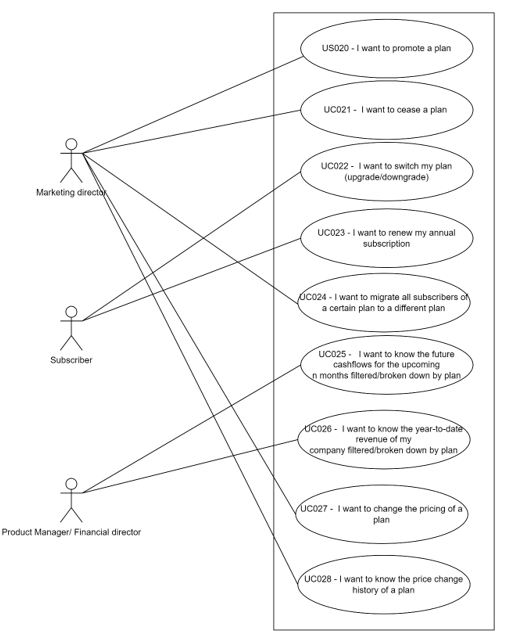 US020 - I want to promote a plan
UC021 - I want to cease a plan
UC022 - I want to switch my plan
(upgrade/downgrade)
Marketing director
UC023 - I want to renew my annual
subscription
UC024 - I want to migrate all subscribers of
a certain plan to a different plan
Subscriber
UC025 - I want to know the future
cashflows for the upcoming
n months filtered/broken down by plan
UC026 - I want to know the year-to-date
revenue of my
company filtered/broken down by plan
UC027 - I want to change the pricing of a
plan
Product Manager/ Financial director
UC028 - I want to know the price change
history of a plan